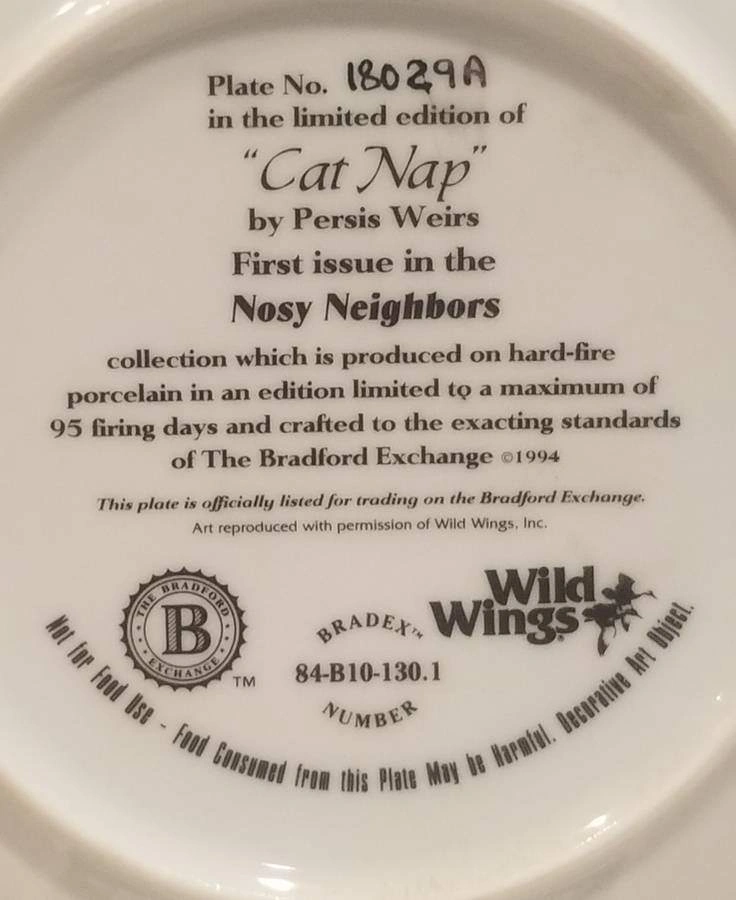 Plate No. 18029A
in the limited edition of
"Cat Nap"
by Persis Weirs
First issue in the
Nosy Neighbors
collection which is produced on hard-fire
porcelain in an edition limited to a maximum of
95 firing days and crafted to the exacting standards
of The Bradford Exchange ©1994
This plate is officially listed for trading on the Bradford Exchange.
Art reproduced with permission of Wild Wings, Inc.
THE BRADFORD
B
EXCHANGE
TM
BRADEX™
84-B10-130.1
NUMBER
Wild
Wings®
Not for Food Use - Food Consumed from this Plate May be Harmful. Decorative Art Object.